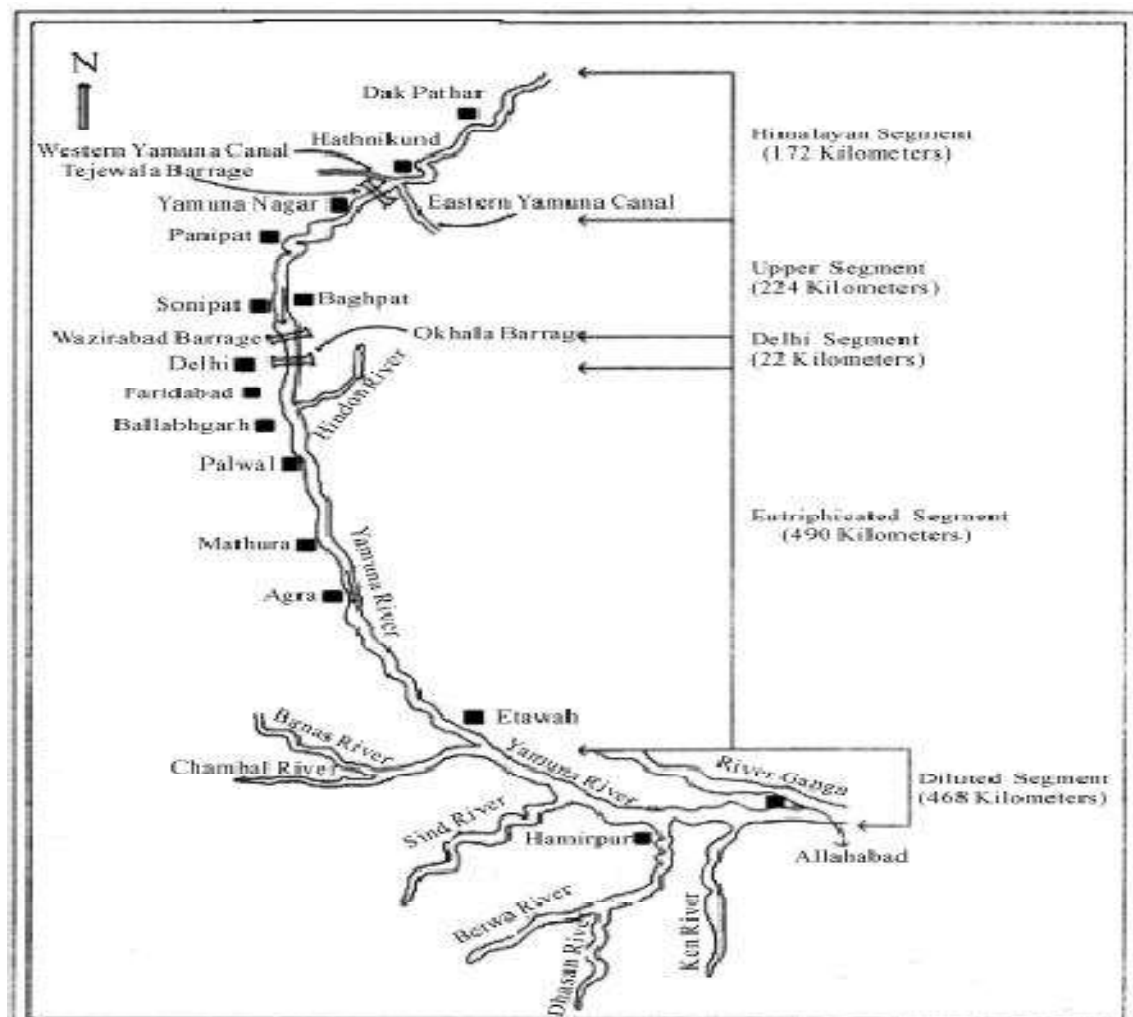 N
Dak Pathar
Hathnikund
Western Yamuna Canal
Tejewala Barrage
Yamuna Nagar
Eastern Yamuna Canal
Panipat
Sonipat
Baghpat
Wazirabad Barrage
Okhala Barrage
Delhi
Faridabad
Hindon River
Ballabhgarh
Palwal
Mathura
Yamuna River
Agra
Etawah
Banas River
Chambhal River
Yamuna River
River Ganga
Sind River
Hamirpur
Allahabad
Betwa River
Dhasan River
Ken River
Himalayan Segment
(172 Kilometers)
Upper Segment
(224 Kilometers)
Delhi Segment
(22 Kilometers)
Eutriphicated Segment
(490 Kilometers)
Diluted Segment
(468 Kilometers)